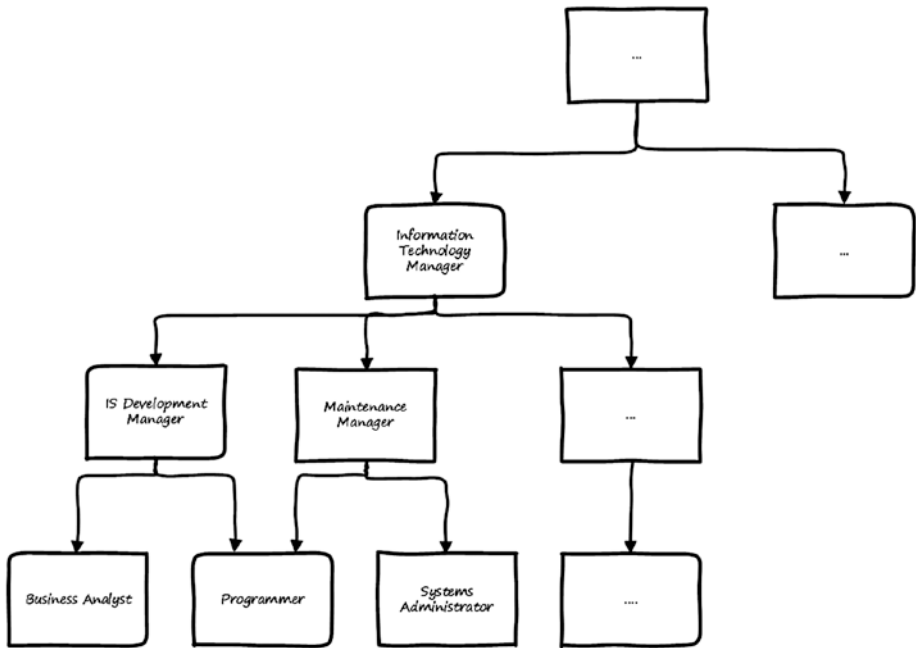 ...
Information
Technology
Manager
...
IS Development
Manager
Maintenance
Manager
...
Business Analyst
Programmer
Systems
Administrator
....